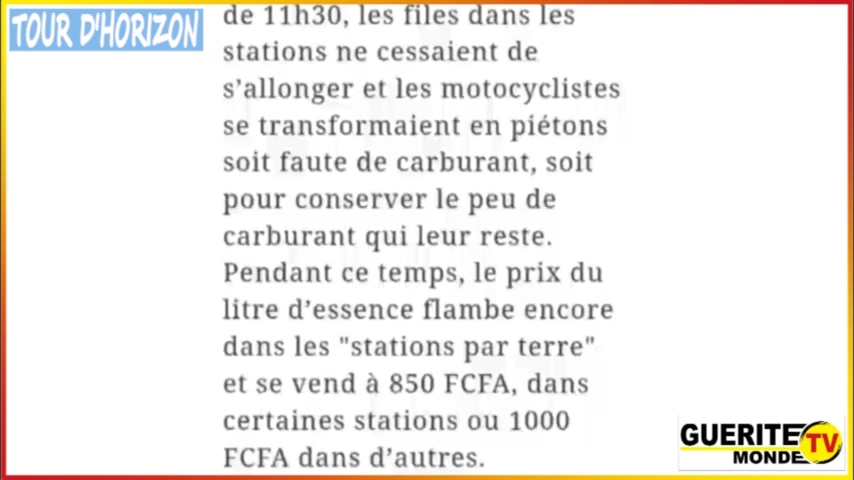 TOUR D'HORIZON
de 11h30, les files dans les
stations ne cessaient de
s'allonger et les motocyclistes
se transformaient en piétons
soit faute de carburant, soit
pour conserver le peu de
carburant qui leur reste.
Pendant ce temps, le prix du
litre d'essence flambe encore
dans les "stations par terre"
et se vend à 850 FCFA, dans
certaines stations ou 1000
FCFA dans d'autres.
GUERITE TV
MONDE